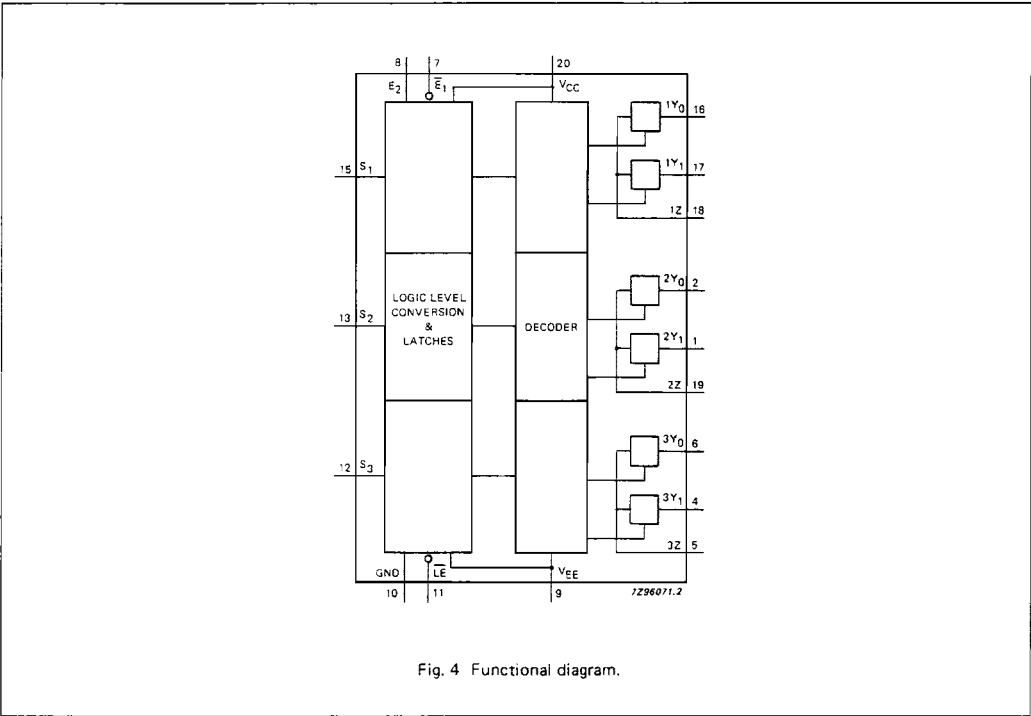 8 7 20
E2 E̅1 VCC
1Y0 16
1Y1 17
15 S1
1Z 18
2Y0 2
LOGIC LEVEL
CONVERSION
&
LATCHES
13 S2
DECODER
2Y1 1
2Z 19
3Y0 6
12 S3
3Y1 4
3Z 5
GND L̅E̅ VEE
10 11 9
7Z96071.2
Fig. 4 Functional diagram.